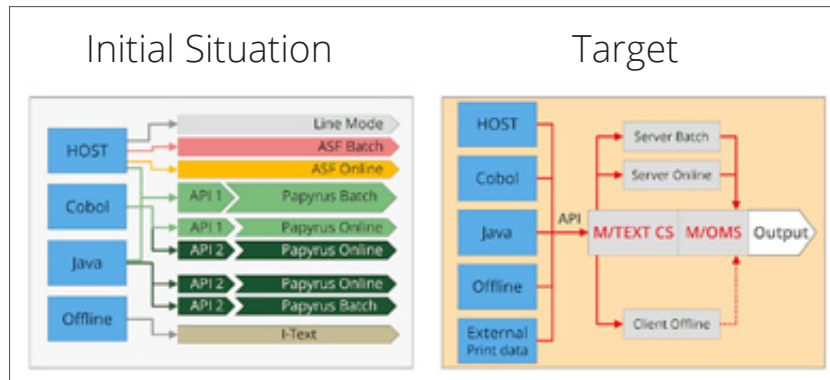 Initial Situation
HOST
Cobol
Java
Offline
Line Mode
ASF Batch
ASF Online
API 1 Papyrus Batch
API 1 Papyrus Online
API 2 Papyrus Online
API 2 Papyrus Online
API 2 Papyrus Batch
I-Text
Target
HOST
Cobol
Java
Offline
External
Print data
API
Server Batch
Server Online
M/TEXT CS M/OMS Output
Client Offline